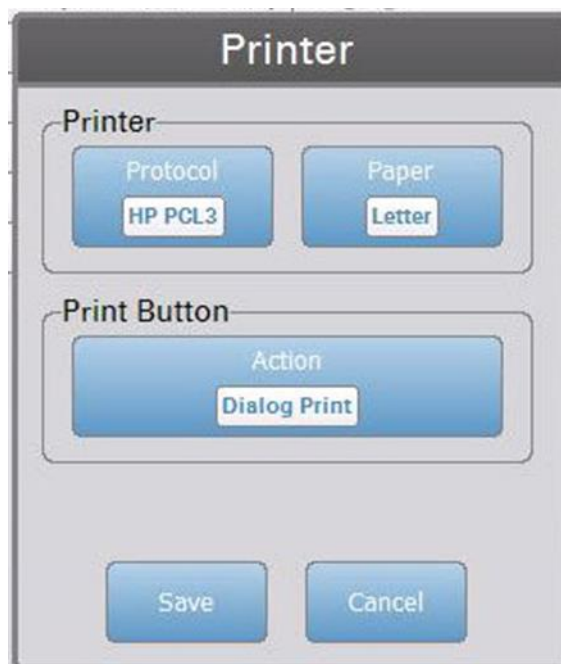 Printer
Printer
Protocol
HP PCL3
Paper
Letter
Print Button
Action
Dialog Print
Save
Cancel